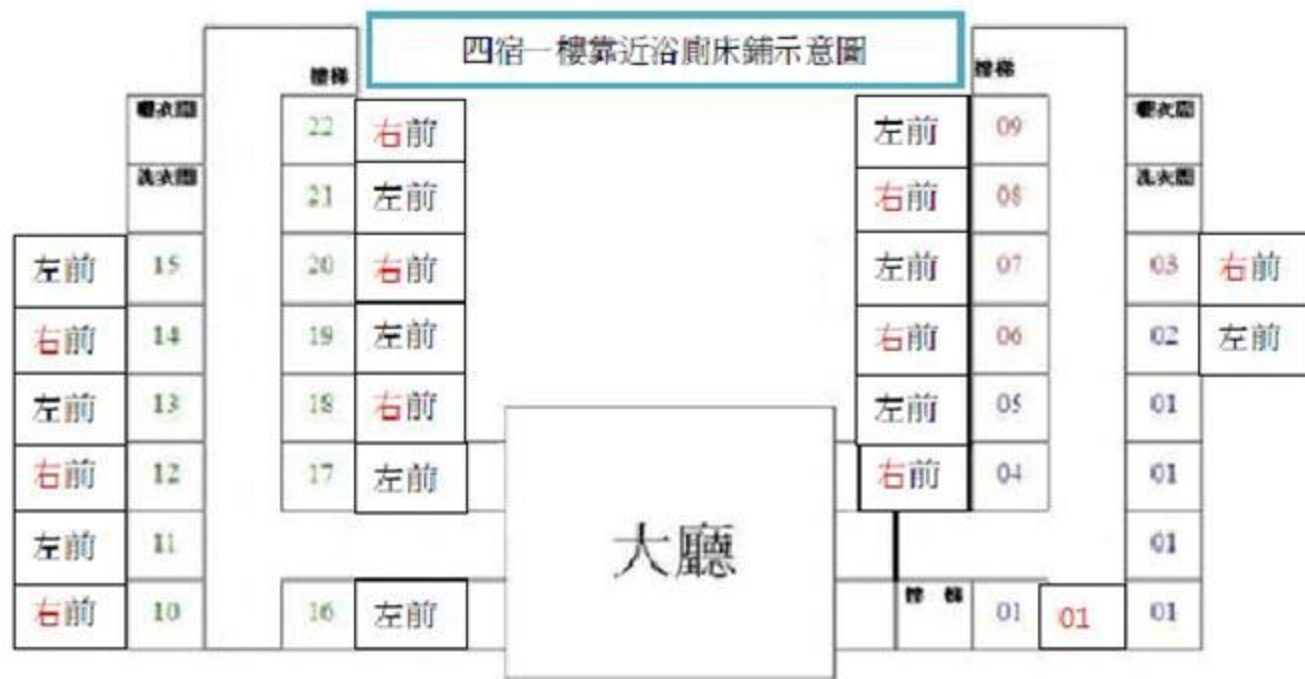 四宿一樓靠近浴廁床鋪示意圖
樓梯 樓梯
曬衣間 22 右前 左前 09 曬衣間
洗衣間 21 左前 右前 08 洗衣間
左前 15 20 右前 左前 07 03 右前
右前 14 19 左前 右前 06 02 左前
左前 13 18 右前 左前 05 01
右前 12 17 左前 右前 04 01
左前 11 大廳 01
右前 10 16 左前 樓梯 01 01 01